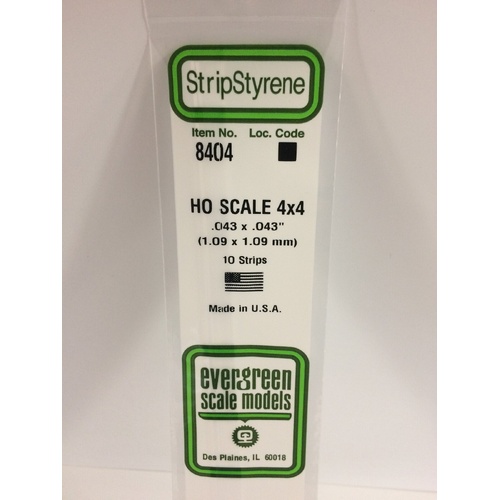 StripStyrene
Item No. Loc. Code
8404
HO SCALE 4x4
.043 x .043"
(1.09 x 1.09 mm)
10 Strips
Made in U.S.A.
evergreen
scale models
Des Plaines, IL 60018